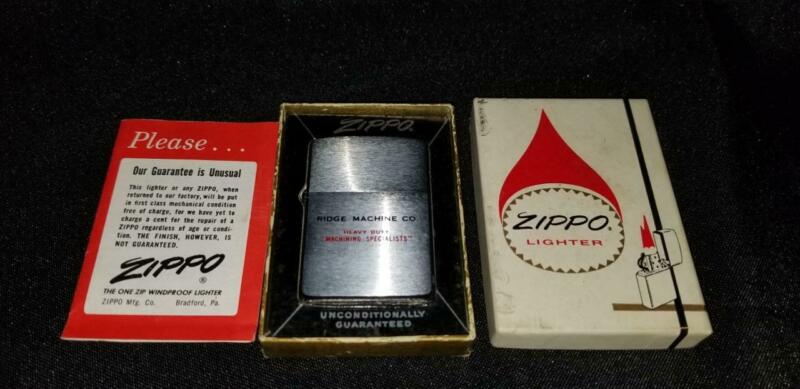 Please...
Our Guarantee is Unusual
This lighter or any ZIPPO, when
returned to our factory, will be put
in first class mechanical condition
free of charge, for we have yet to
charge a cent for the repair of a
ZIPPO regardless of age or condi-
tion. THE FINISH, HOWEVER, IS
NOT GUARANTEED.
ZIPPO®
THE ONE ZIP WINDPROOF LIGHTER
ZIPPO Mfg. Co. Bradford, Pa.
ZIPPO
RIDGE MACHINE CO
HEAVY DUTY
"MACHINING SPECIALISTS"
UNCONDITIONALLY
GUARANTEED
ZIPPO
LIGHTER